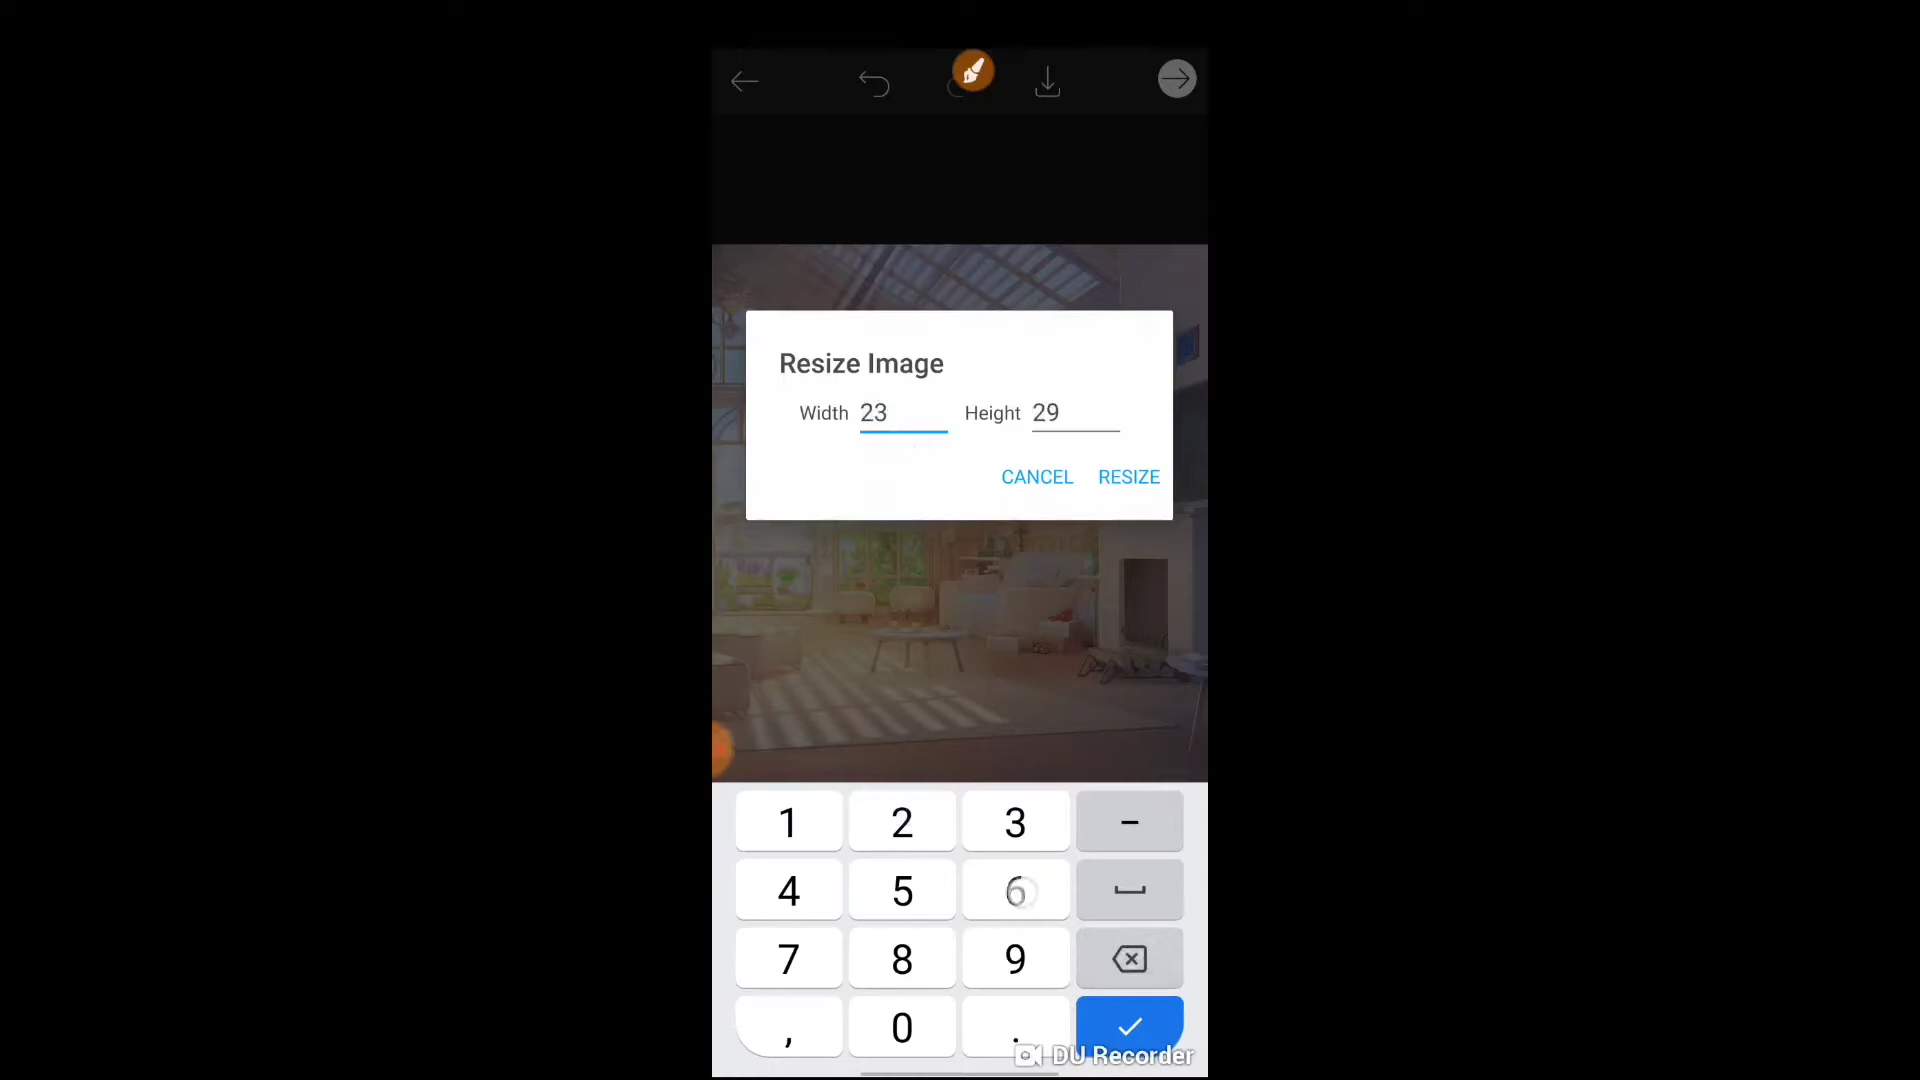 Resize Image
Width 23 Height 29
CANCEL RESIZE
1 2 3 -
4 5 6
7 8 9
, 0 .
DU Recorder